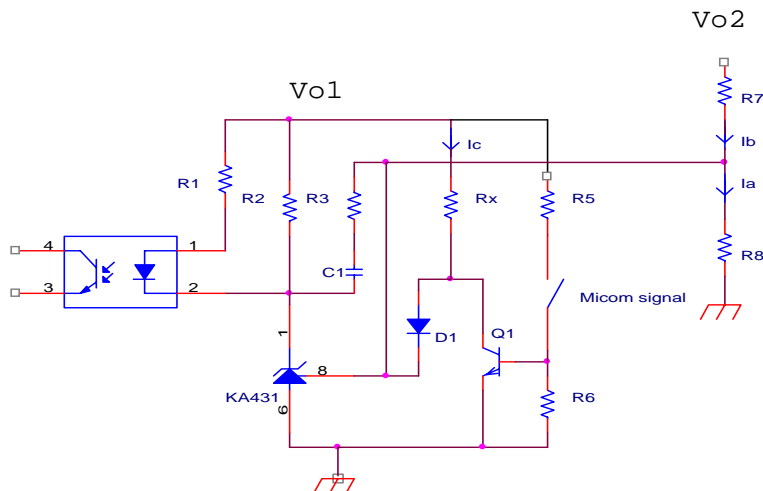 Vo2
Vo1
R7
Ib
Ic
R1
R2
R3
Rx
R5
Ia
R8
4
1
3
2
C1
Micom signal
1
D1
Q1
8
KA431
6
R6